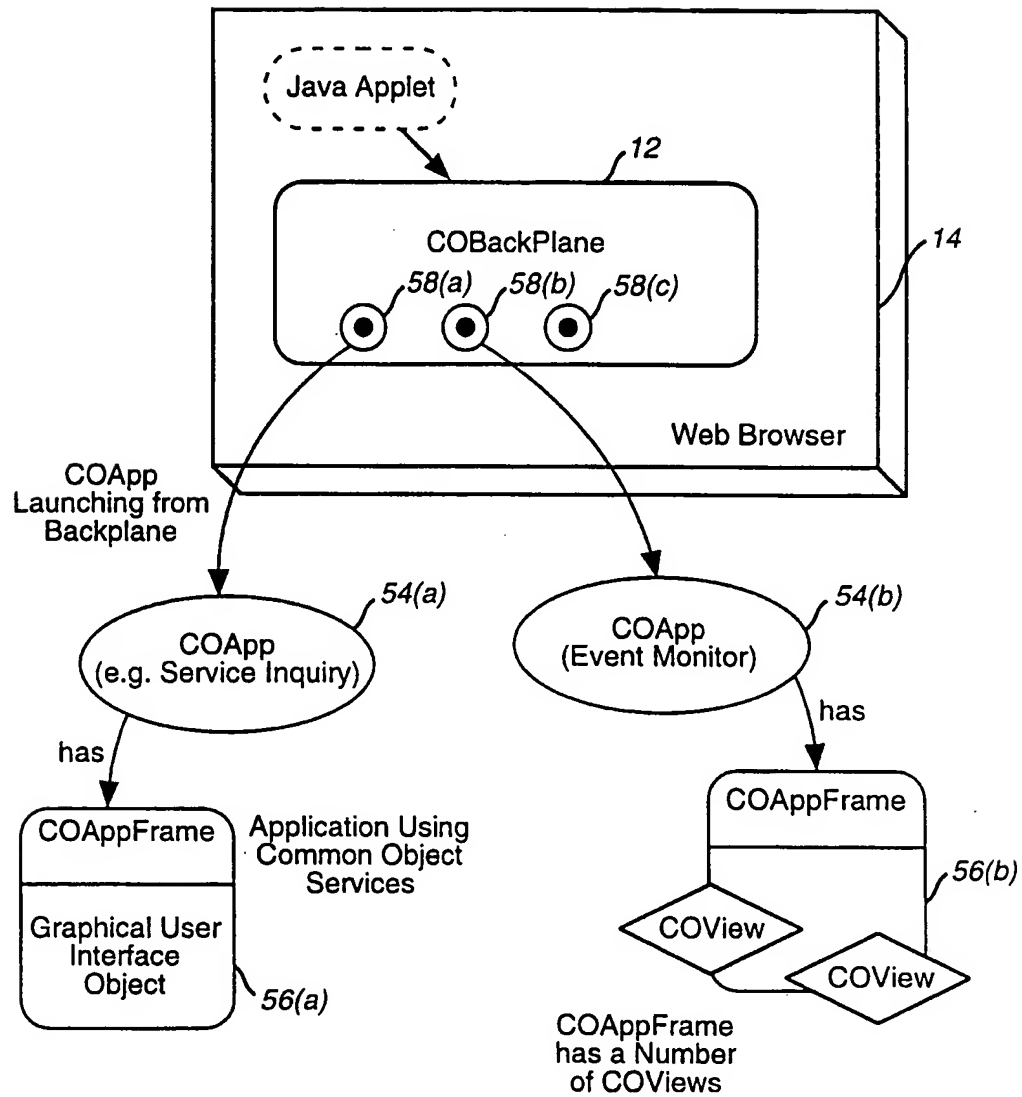 Java Applet
12
COBackPlane
14
58(a)
58(b)
58(c)
Web Browser
COApp
Launching from
Backplane
54(a)
COApp
(e.g. Service Inquiry)
54(b)
COApp
(Event Monitor)
has
has
COAppFrame
Graphical User
Interface
Object
56(a)
Application Using
Common Object
Services
COAppFrame
56(b)
COView
COView
COAppFrame
has a Number
of COViews